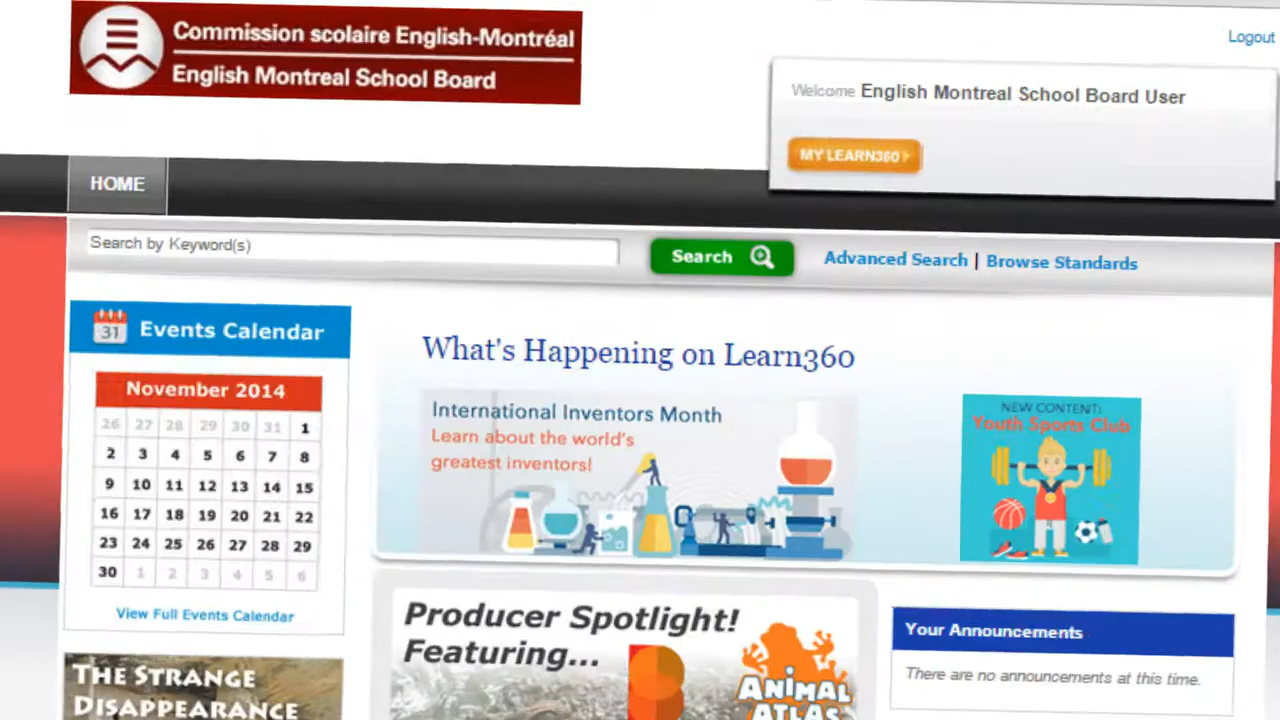 Commission scolaire English-Montréal
English Montreal School Board
Logout
Welcome English Montreal School Board User
MY LEARN360
HOME
Search by Keyword(s)
Search
Advanced Search | Browse Standards
31 Events Calendar
November 2014
26 27 28 29 30 31 1
2 3 4 5 6 7 8
9 10 11 12 13 14 15
16 17 18 19 20 21 22
23 24 25 26 27 28 29
30 1 2 3 4 5 6
View Full Events Calendar
What's Happening on Learn360
International Inventors Month
Learn about the world's
greatest inventors!
NEW CONTENT:
Youth Sports Club
THE STRANGE
DISAPPEARANCE
Producer Spotlight!
Featuring...
B
ANIMAL
ATLAS
Your Announcements
There are no announcements at this time.